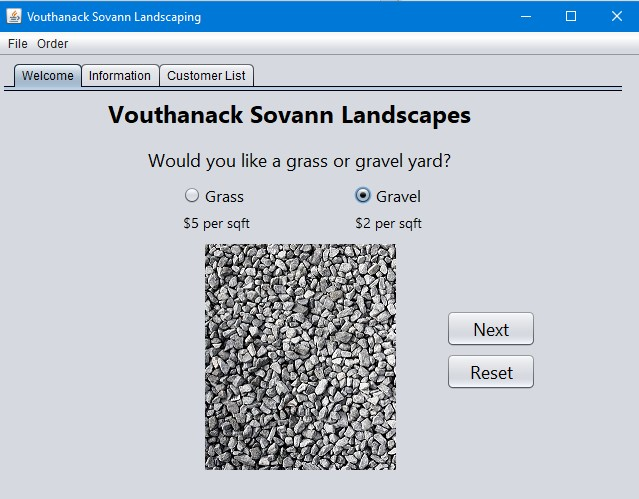 Vouthanack Sovann Landscaping
File Order
Welcome Information Customer List
Vouthanack Sovann Landscapes
Would you like a grass or gravel yard?
Grass Gravel
$5 per sqft $2 per sqft
Next
Reset